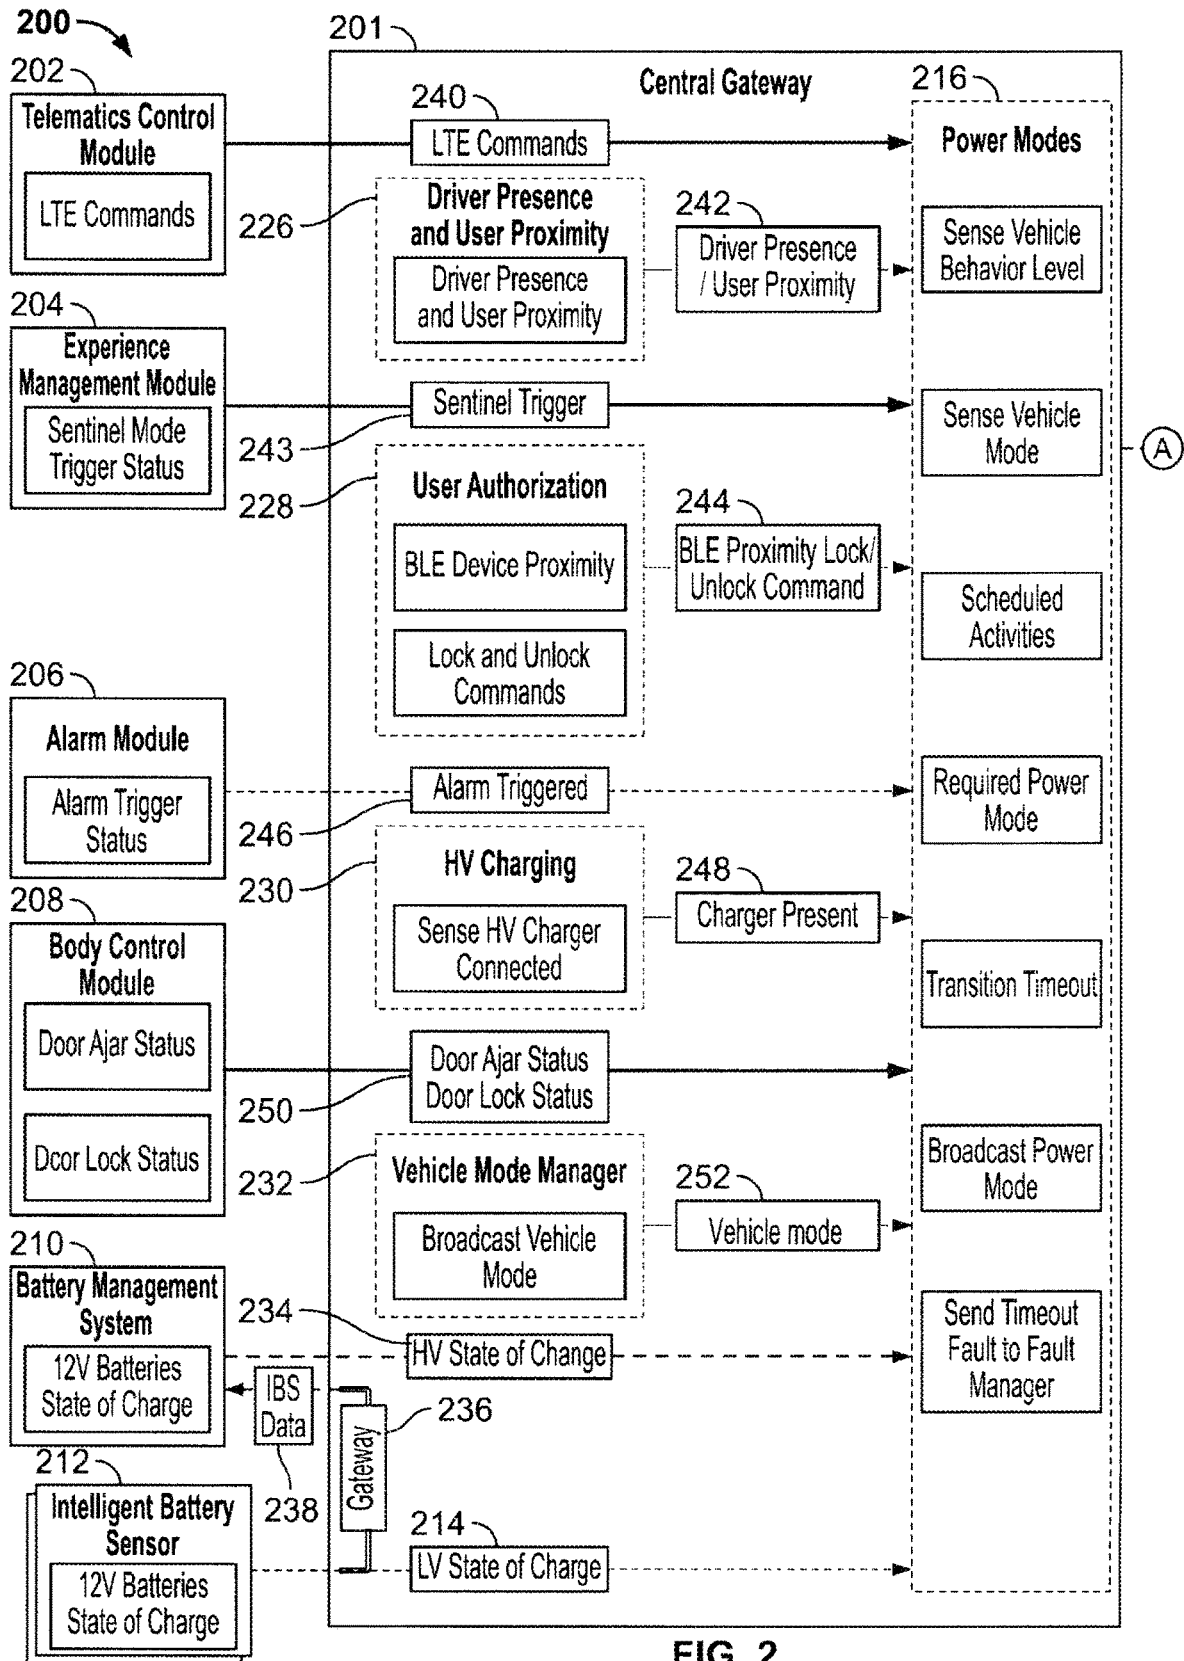 200
201
202
Central Gateway
216
Telematics Control
Module
LTE Commands
240
LTE Commands
Power Modes
226
Driver Presence
and User Proximity
Driver Presence
and User Proximity
242
Driver Presence
/ User Proximity
Sense Vehicle
Behavior Level
204
Experience
Management Module
Sentinel Mode
Trigger Status
Sentinel Trigger
243
Sense Vehicle
Mode
A
228
User Authorization
BLE Device Proximity
Lock and Unlock
Commands
244
BLE Proximity Lock/
Unlock Command
Scheduled
Activities
206
Alarm Module
Alarm Trigger
Status
Alarm Triggered
246
Required Power
Mode
230
HV Charging
Sense HV Charger
Connected
248
Charger Present
208
Body Control
Module
Door Ajar Status
Dcor Lock Status
Transition Timeout
Door Ajar Status
Door Lock Status
250
232
Vehicle Mode Manager
Broadcast Vehicle
Mode
252
Vehicle mode
Broadcast Power
Mode
210
Battery Management
System
12V Batteries
State of Charge
234
HV State of Change
Send Timeout
Fault to Fault
Manager
IBS
Data
238
Gateway
236
212
Intelligent Battery
Sensor
12V Batteries
State of Charge
214
LV State of Charge
FIG. 2